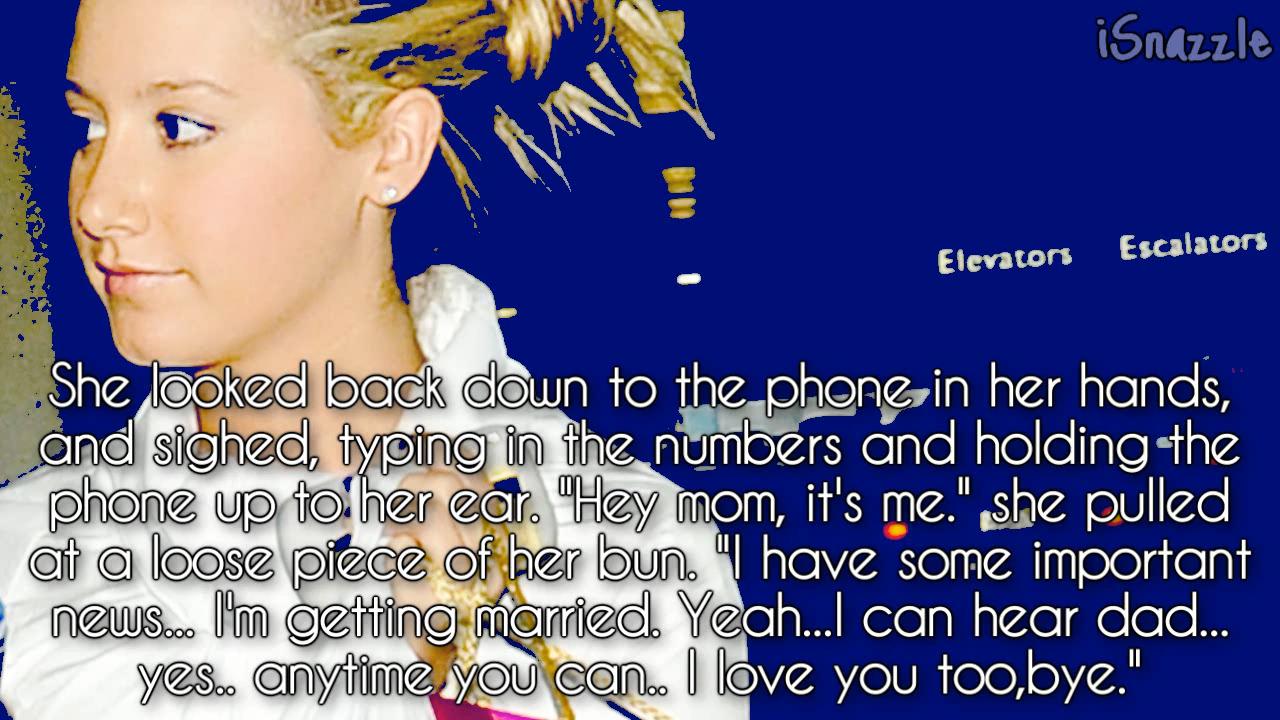 iSnazzle
Elevators Escalators
She looked back down to the phone in her hands,
and sighed, typing in the numbers and holding the
phone up to her ear. "Hey mom, it's me." she pulled
at a loose piece of her bun. "I have some important
news... I'm getting married. Yeah...I can hear dad...
yes.. anytime you can.. I love you too,bye."